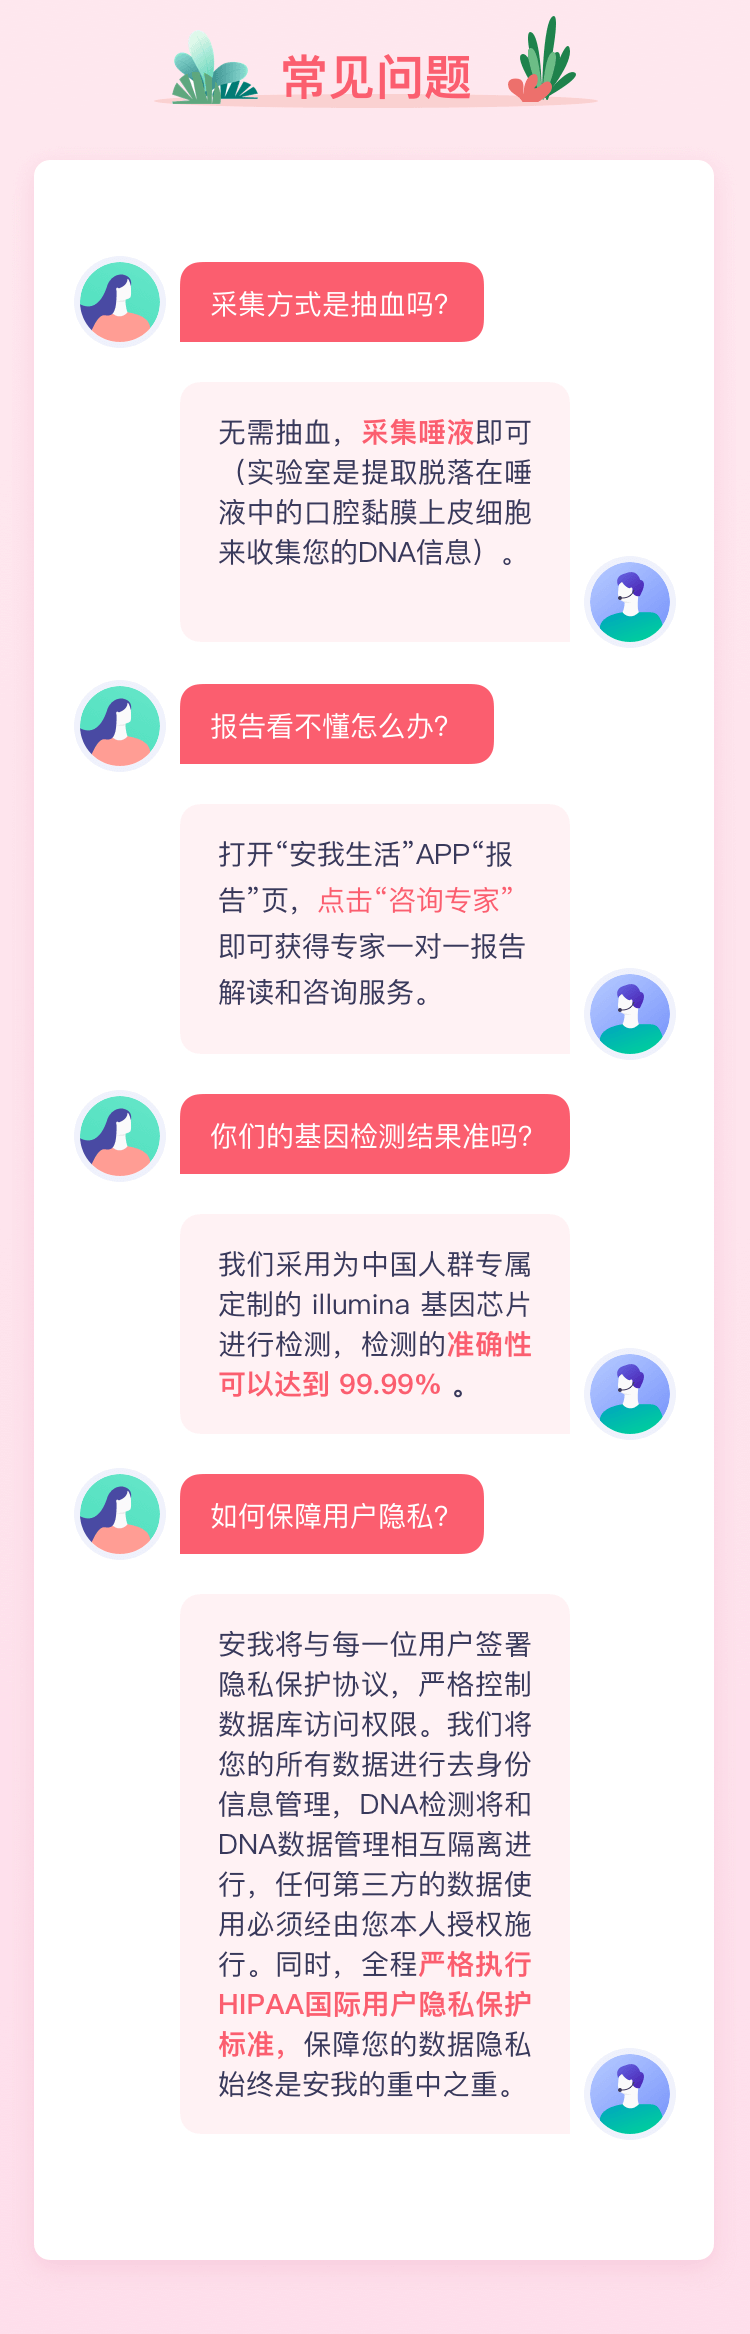 常见问题
采集方式是抽血吗?
无需抽血，采集唾液即可
（实验室是提取脱落在唾
液中的口腔黏膜上皮细胞
来收集您的DNA信息）。
报告看不懂怎么办?
打开“安我生活”APP“报
告”页，点击“咨询专家”
即可获得专家一对一报告
解读和咨询服务。
你们的基因检测结果准吗?
我们采用为中国人群专属
定制的 illumina 基因芯片
进行检测，检测的准确性
可以达到 99.99% 。
如何保障用户隐私?
安我将与每一位用户签署
隐私保护协议，严格控制
数据库访问权限。我们将
您的所有数据进行去身份
信息管理，DNA检测将和
DNA数据管理相互隔离进
行，任何第三方的数据使
用必须经由您本人授权施
行。同时，全程严格执行
HIPAA国际用户隐私保护
标准，保障您的数据隐私
始终是安我的重中之重。